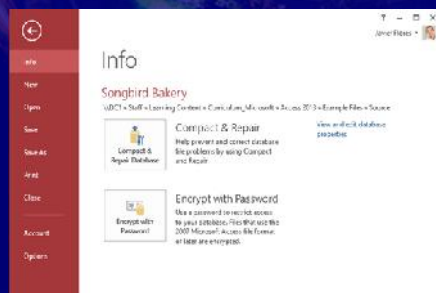 Info
Info
New
Open
Save
Save As
Print
Close
Account
Options
Songbird Bakery
Compact & Repair Database
Compact & Repair
Help prevent and correct database
file problems by using Compact
and Repair.
View and edit database
properties
Encrypt with Password
Encrypt with Password
Use a password to restrict access
to your database. Files that use the
2007 Microsoft Access file format
or later are encrypted.